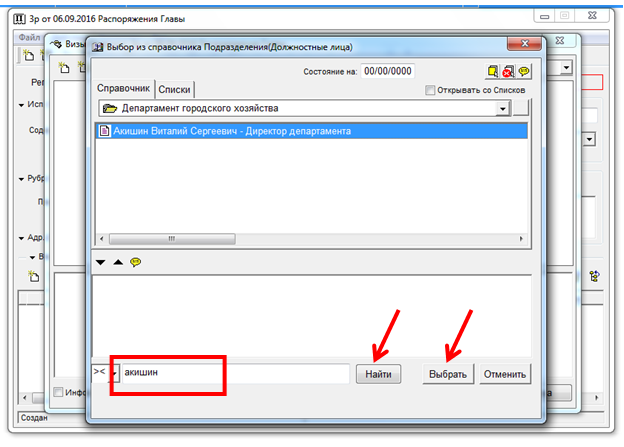 3р от 06.09.2016 Распоряжения Главы
Файл
Визы
Выбор из справочника Подразделения(Должностные лица)
Состояние на: 00/00/0000
Справочник
Списки
Открывать со Списков
Департамент городского хозяйства
Акишин Виталий Сергеевич - Директор департамента
Рег
Исп
Сод
Рубр
П
Адр
В
><
акишин
Найти
Выбрать
Отменить
Инфо
а
Создан